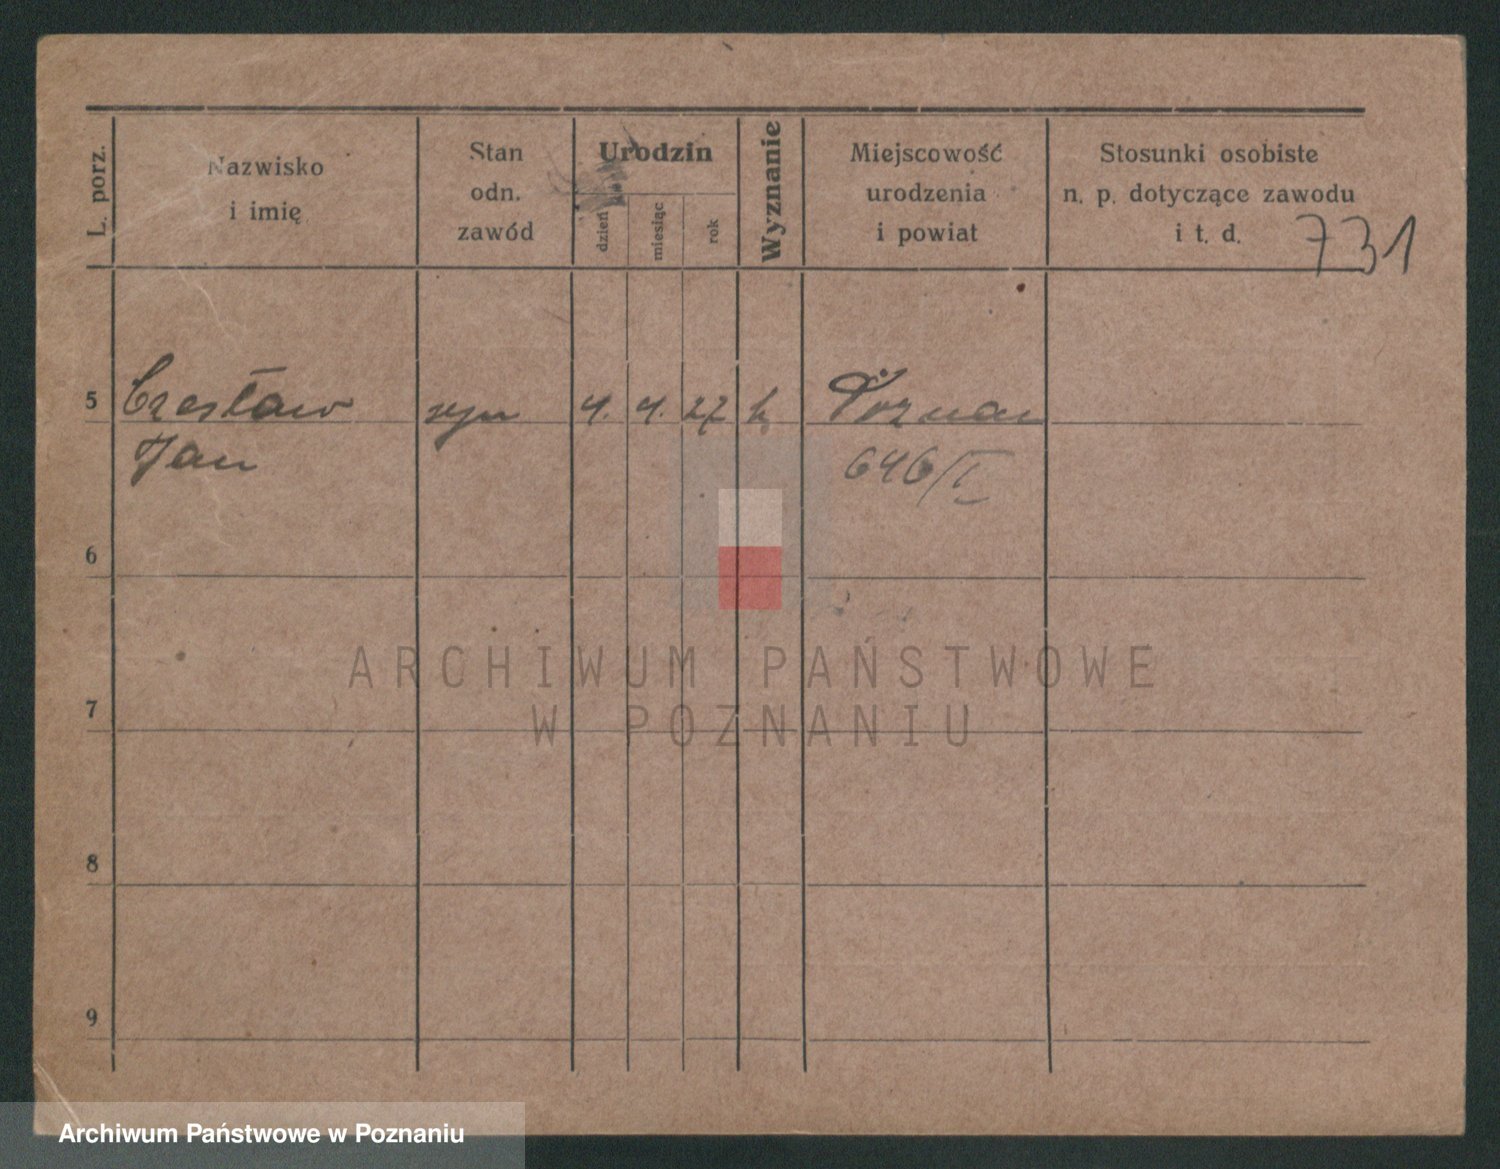 L. porz.
Nazwisko
i imię
Stan
odn.
zawód
Urodzin
dzień
miesiąc
rok
Wyznanie
Miejscowość
urodzenia
i powiat
Stosunki osobiste
n. p. dotyczące zawodu
i t. d.
731
5 Czesław syn 4. 4. 27 k Poznań
Jan 646/I
6
7
8
9
ARCHIWUM PAŃSTWOWE
W POZNANIU
Archiwum Państwowe w Poznaniu